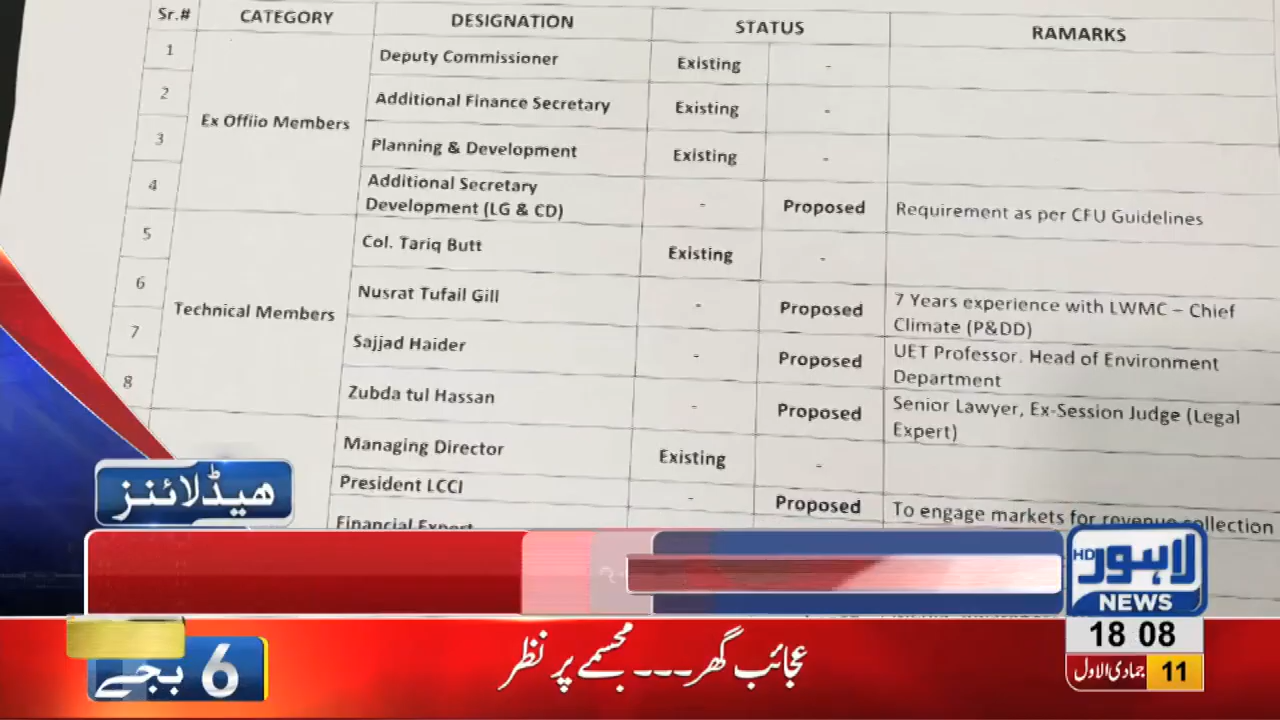 Sr.# CATEGORY DESIGNATION STATUS RAMARKS
1 Deputy Commissioner Existing -
2 Additional Finance Secretary Existing -
Ex Offiio Members
3 Planning & Development Existing -
4 Additional Secretary
Development (LG & CD) - Proposed Requirement as per CFU Guidelines
5 Col. Tariq Butt Existing -
6 Nusrat Tufail Gill - Proposed 7 Years experience with LWMC – Chief
Climate (P&DD)
Technical Members
7 Sajjad Haider - Proposed UET Professor. Head of Environment
Department
8 Zubda tul Hassan - Proposed Senior Lawyer, Ex-Session Judge (Legal
Expert)
Managing Director Existing -
President LCCI - Proposed To engage markets for revenue collection
Financial Expert
ھیڈلائنز
لاہور
HD
NEWS
18 08
11 جمادی الاول
6 بجے
عجائب گھر۔۔۔مجسمے پر نظر